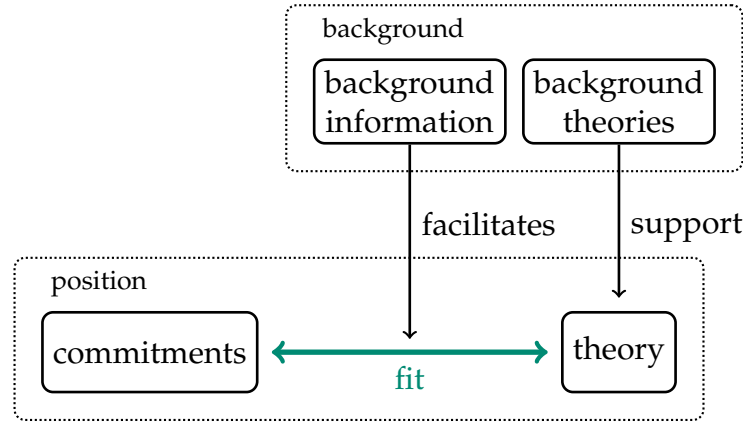 background
background
information
background
theories
facilitates
support
position
commitments
theory
fit